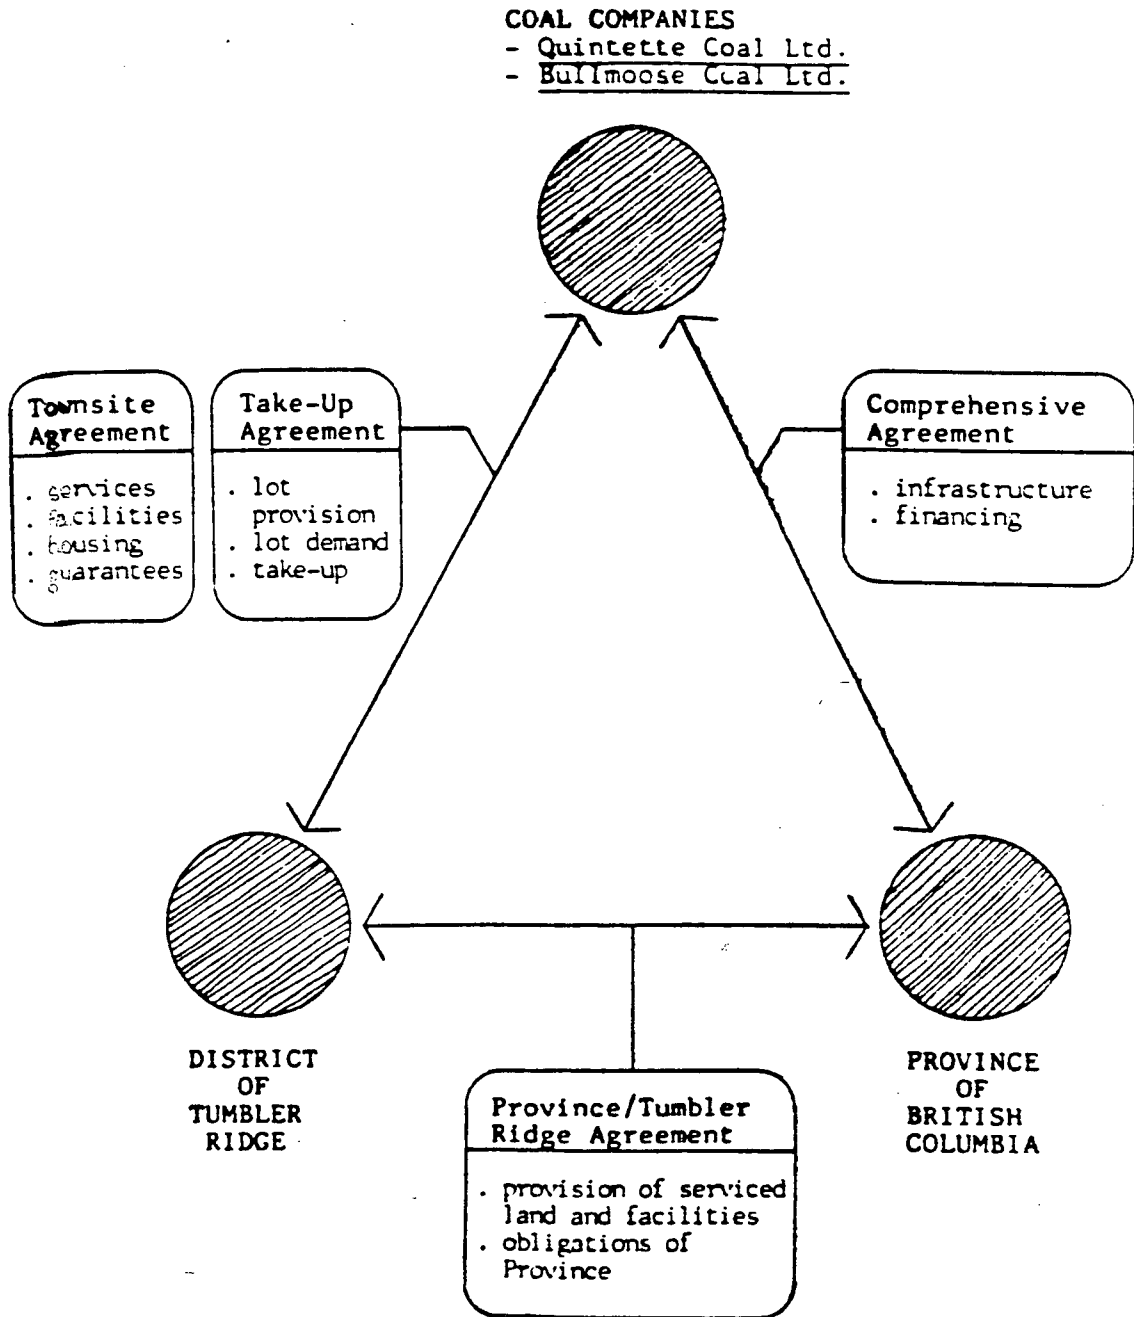 COAL COMPANIES
- Quintette Coal Ltd.
- Bullmoose Coal Ltd.
Townsite
Agreement
. services
. facilities
. housing
. guarantees
Take-Up
Agreement
. lot
provision
. lot demand
. take-up
Comprehensive
Agreement
. infrastructure
. financing
DISTRICT
OF
TUMBLER
RIDGE
Province/Tumbler
Ridge Agreement
. provision of serviced
land and facilities
. obligations of
Province
PROVINCE
OF
BRITISH
COLUMBIA